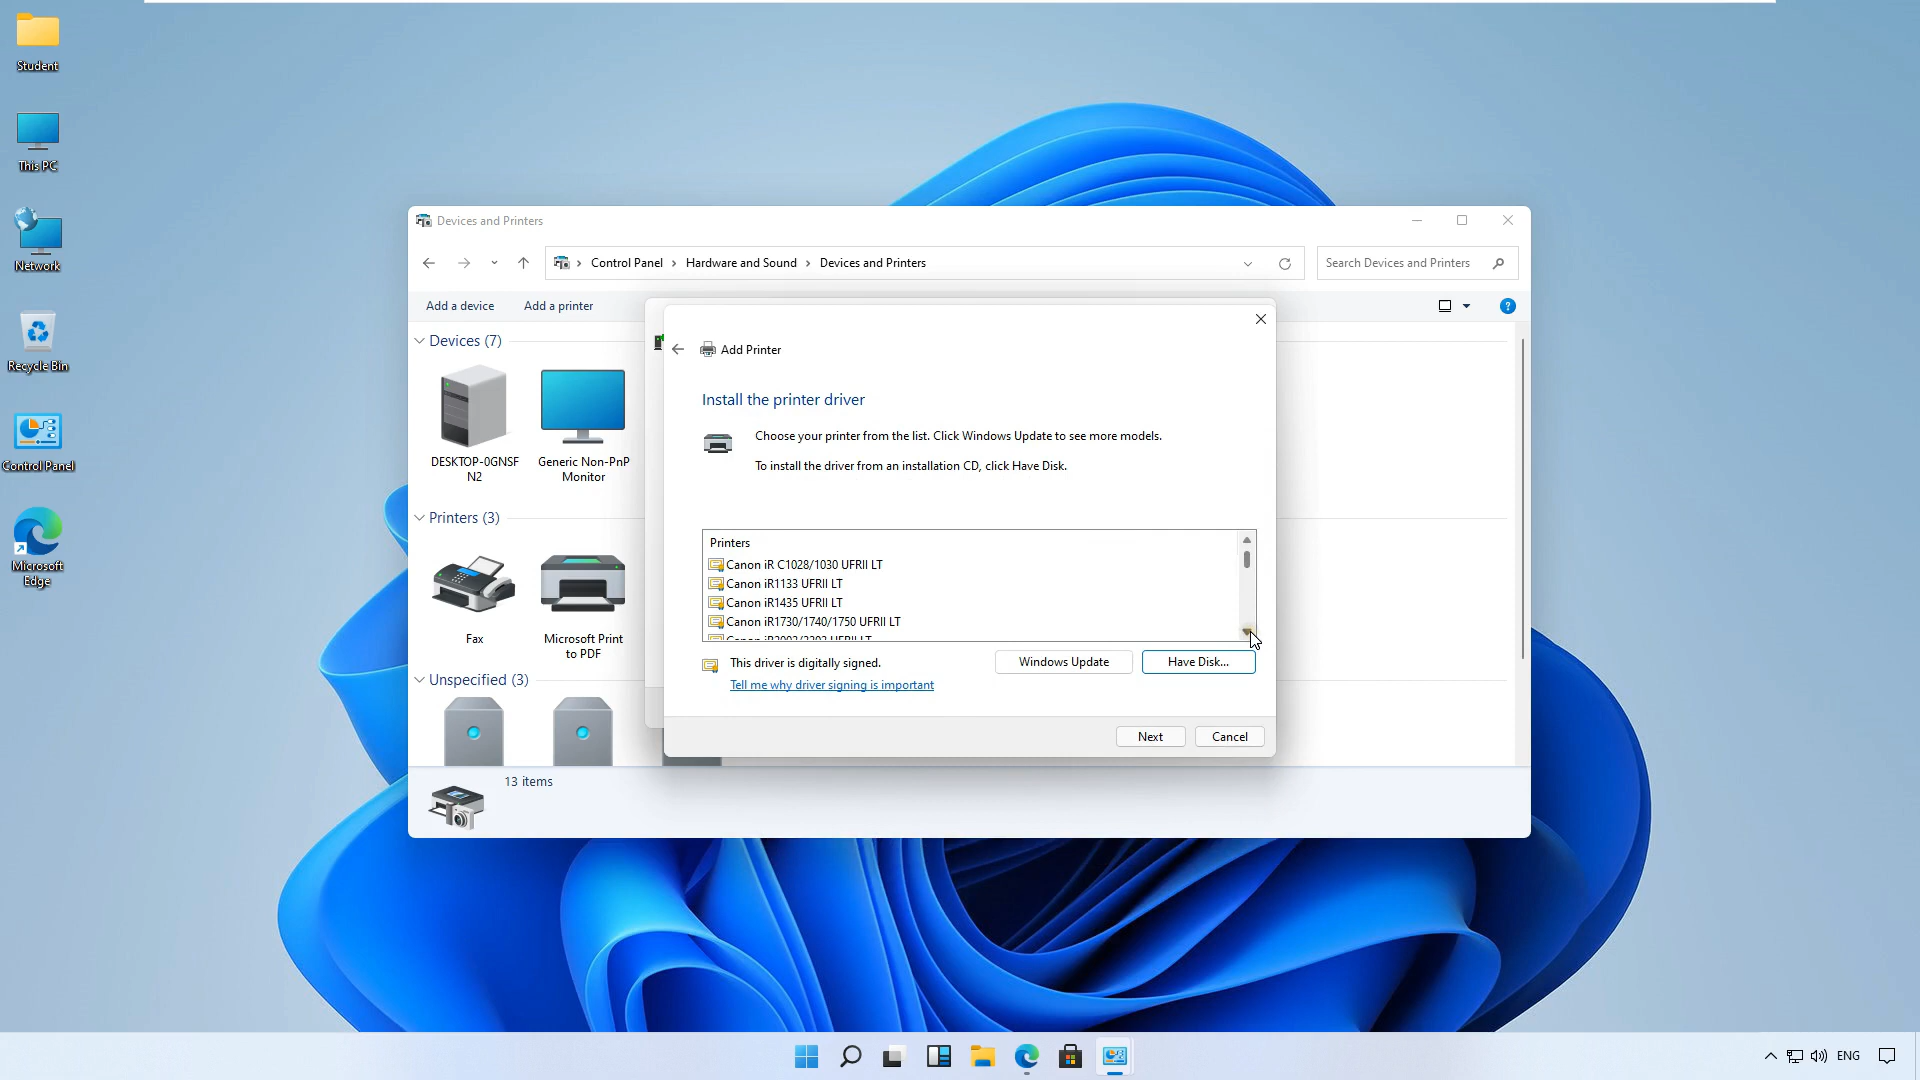 Student
This PC
Network
Recycle Bin
Control Panel
Microsoft
Edge
Devices and Printers
Control Panel > Hardware and Sound > Devices and Printers
Search Devices and Printers
Add a device
Add a printer
Devices (7)
DESKTOP-0GNSF
N2
Generic Non-PnP
Monitor
Printers (3)
Fax
Microsoft Print
to PDF
Unspecified (3)
13 items
Add Printer
Install the printer driver
Choose your printer from the list. Click Windows Update to see more models.
To install the driver from an installation CD, click Have Disk.
Printers
Canon iR C1028/1030 UFRII LT
Canon iR1133 UFRII LT
Canon iR1435 UFRII LT
Canon iR1730/1740/1750 UFRII LT
This driver is digitally signed.
Tell me why driver signing is important
Windows Update
Have Disk...
Next
Cancel
ENG